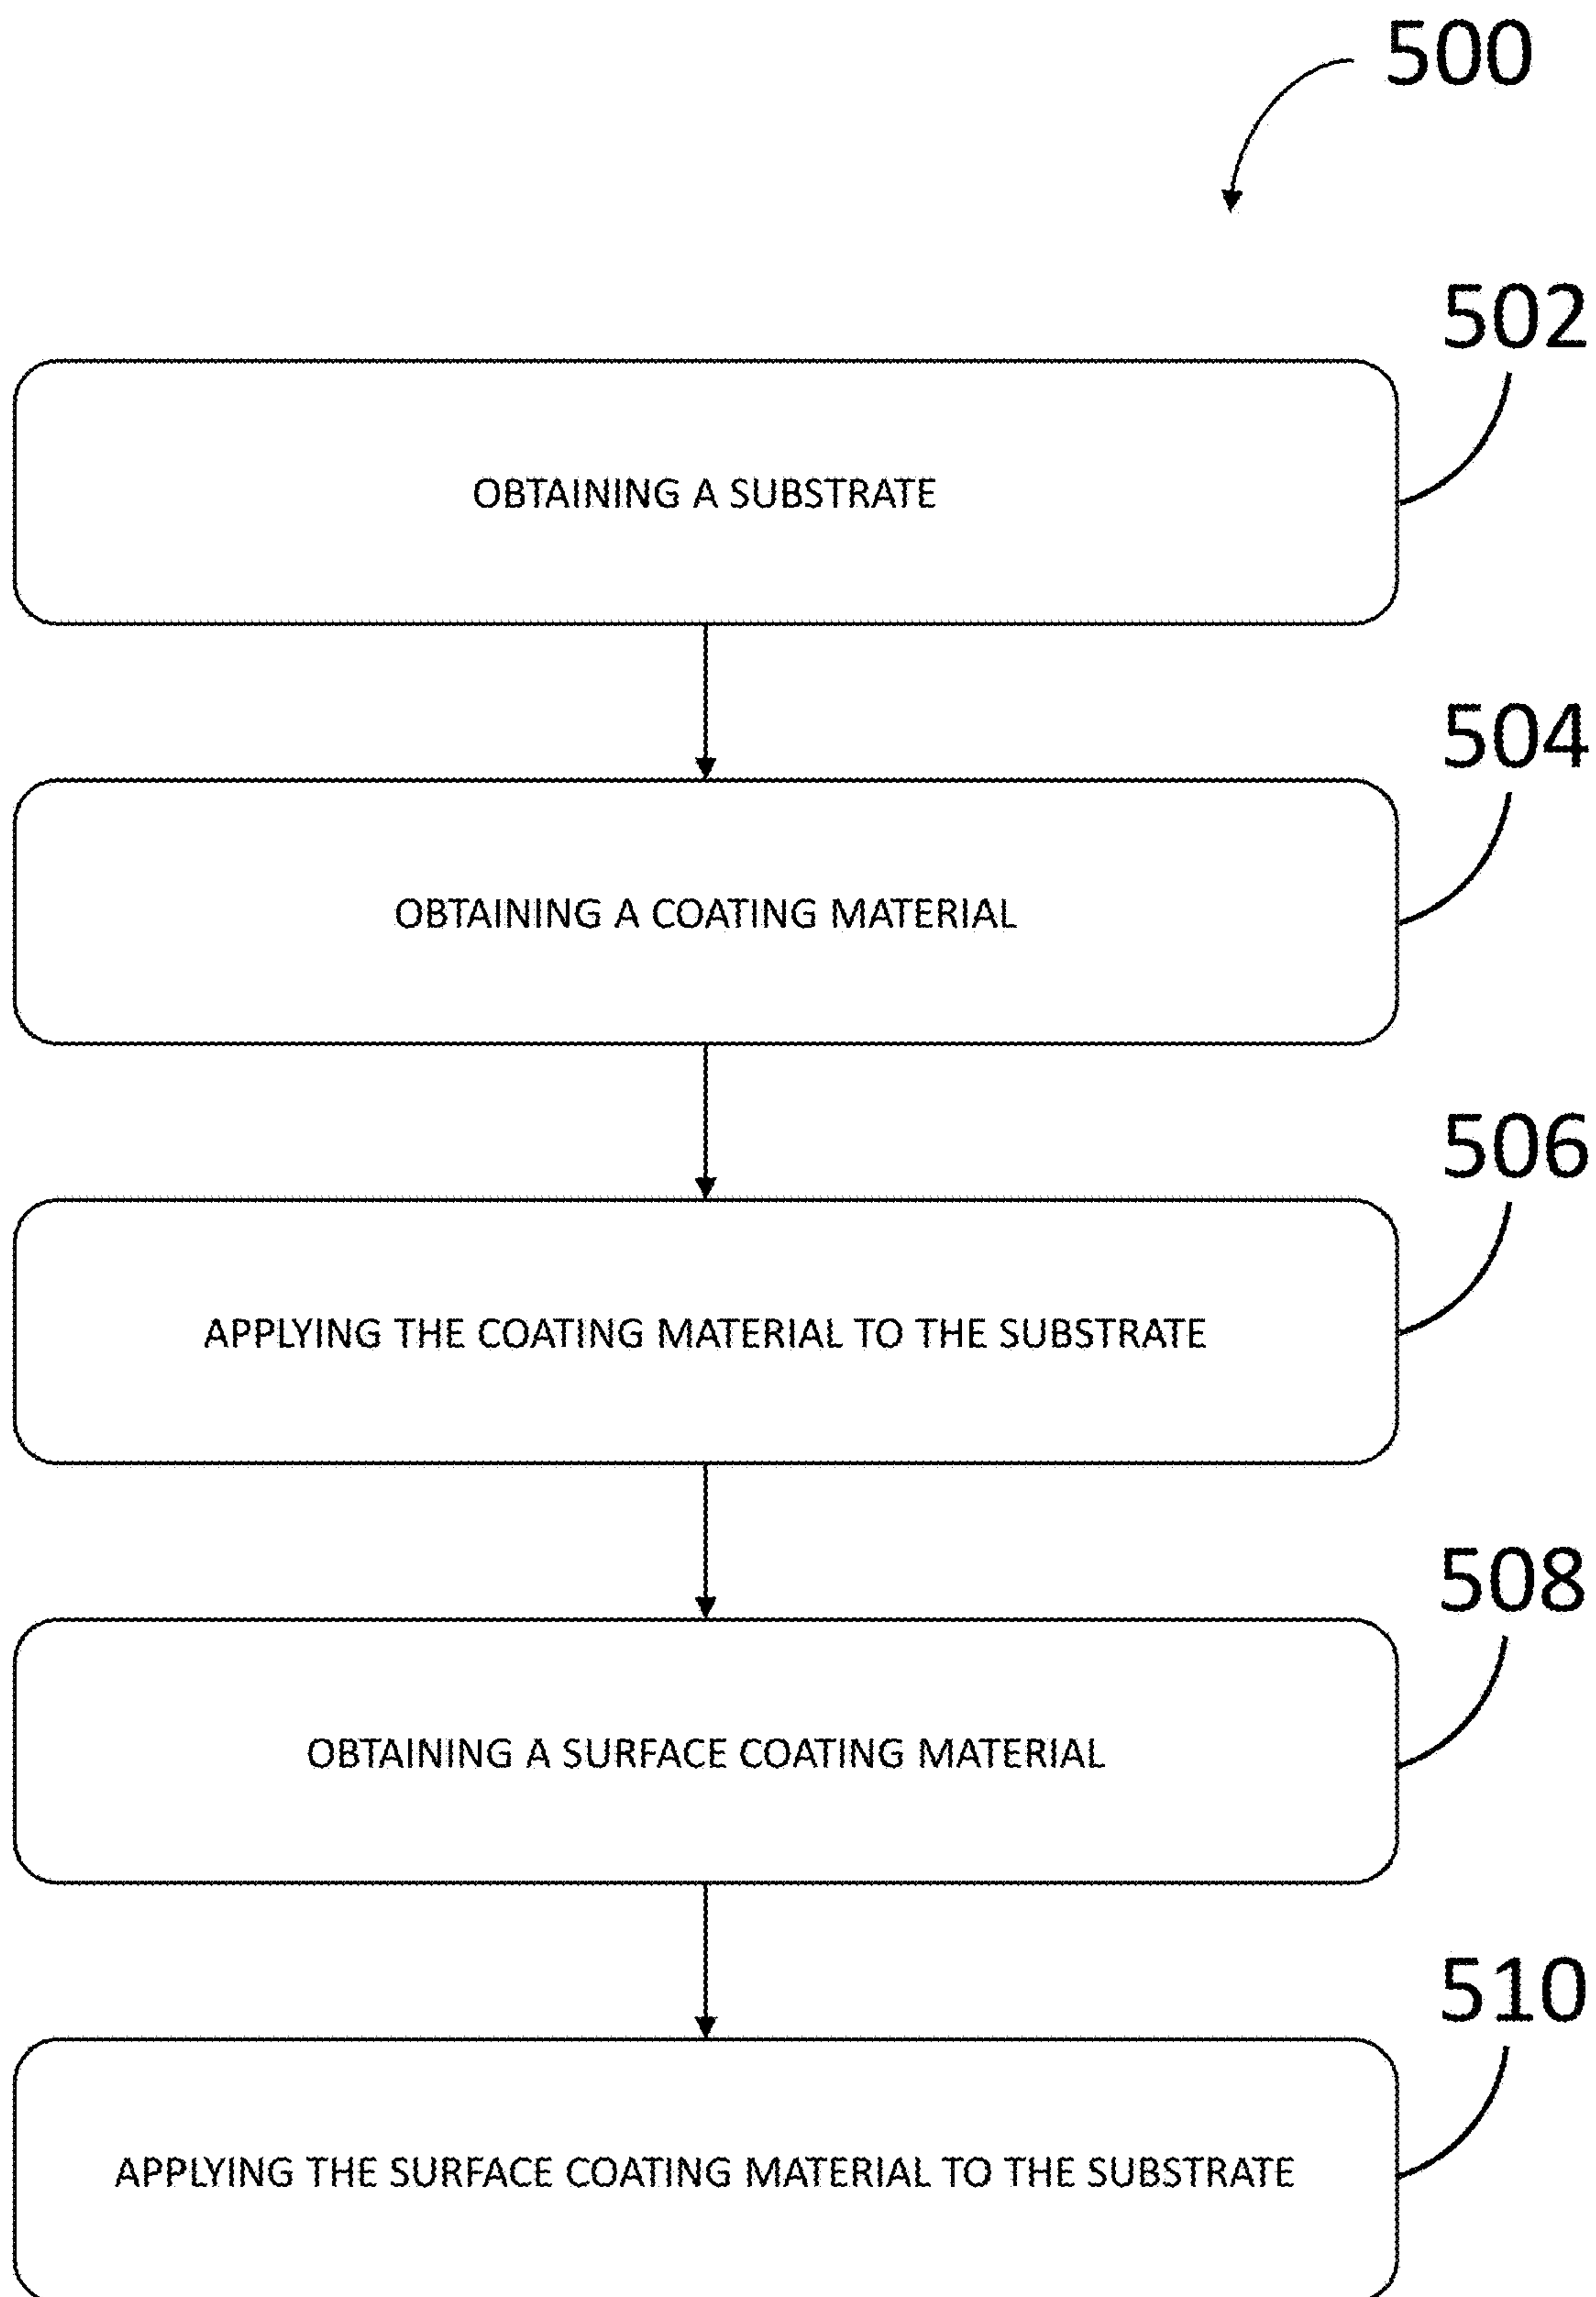 500
502
OBTAINING A SUBSTRATE
504
OBTAINING A COATING MATERIAL
506
APPLYING THE COATING MATERIAL TO THE SUBSTRATE
508
OBTAINING A SURFACE COATING MATERIAL
510
APPLYING THE SURFACE COATING MATERIAL TO THE SUBSTRATE